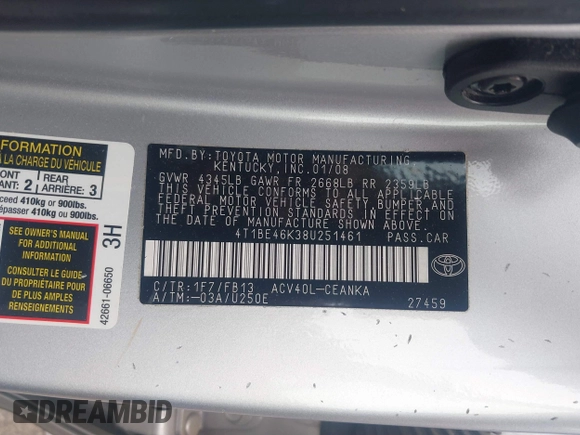 MFD.BY:TOYOTA MOTOR MANUFACTURING
KENTUCKY,INC.01/08
GVWR 4345LB GAWR FR 2668LB RR 2359LB
THIS VEHICLE CONFORMS TO ALL APPLICABLE
FEDERAL MOTOR VEHICLE SAFETY BUMPER, AND
THEFT PREVENTION STANDARDS IN EFFECT ON
THE DATE OF MANUFACTURE SHOWN ABOVE.
4T1BE46K38U251461 PASS.CAR
C/TR:1F7/FB13 ACV40L-CEANKA
A/TM:-03A/U250E 27459
TOYOTA
FORMATION
À LA CHARGE DU VÉHICULE
2
REAR
ARRIÈRE: 3
410kg or 900lbs.
410kg ou 900lbs.
SEE OWNER'S
MANUAL FOR
ADDITIONAL
INFORMATION
CONSULTER LE GUIDE
DU PROPRIÉTAIRE
POUR PLUS DE
RENSEIGNEMENTS
3H
42661-06650
DREAMBID